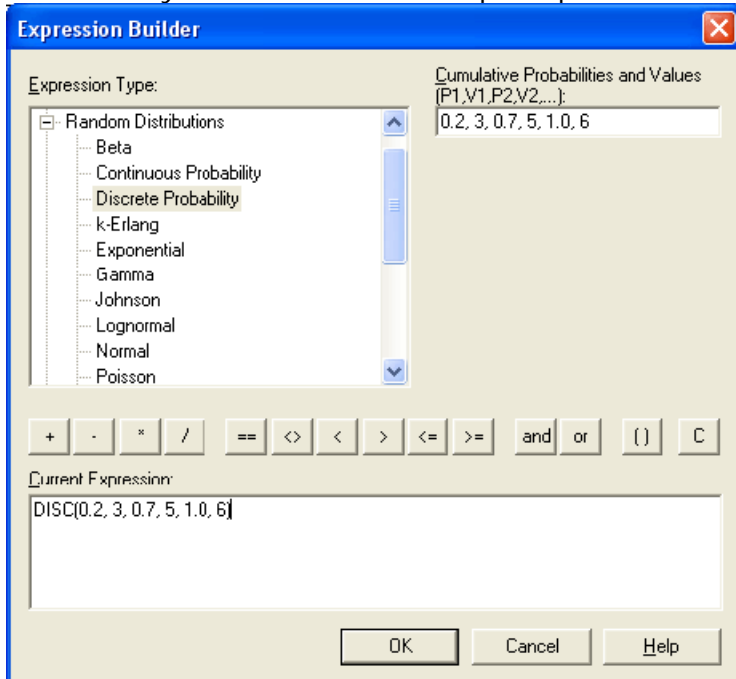 Expression Builder
Expression Type:
Cumulative Probabilities and Values
(P1,V1,P2,V2,...):
0.2, 3, 0.7, 5, 1.0, 6
Random Distributions
Beta
Continuous Probability
Discrete Probability
k-Erlang
Exponential
Gamma
Johnson
Lognormal
Normal
Poisson
+ - * / == <> < > <= >= and or () C
Current Expression:
DISC(0.2, 3, 0.7, 5, 1.0, 6)
OK Cancel Help